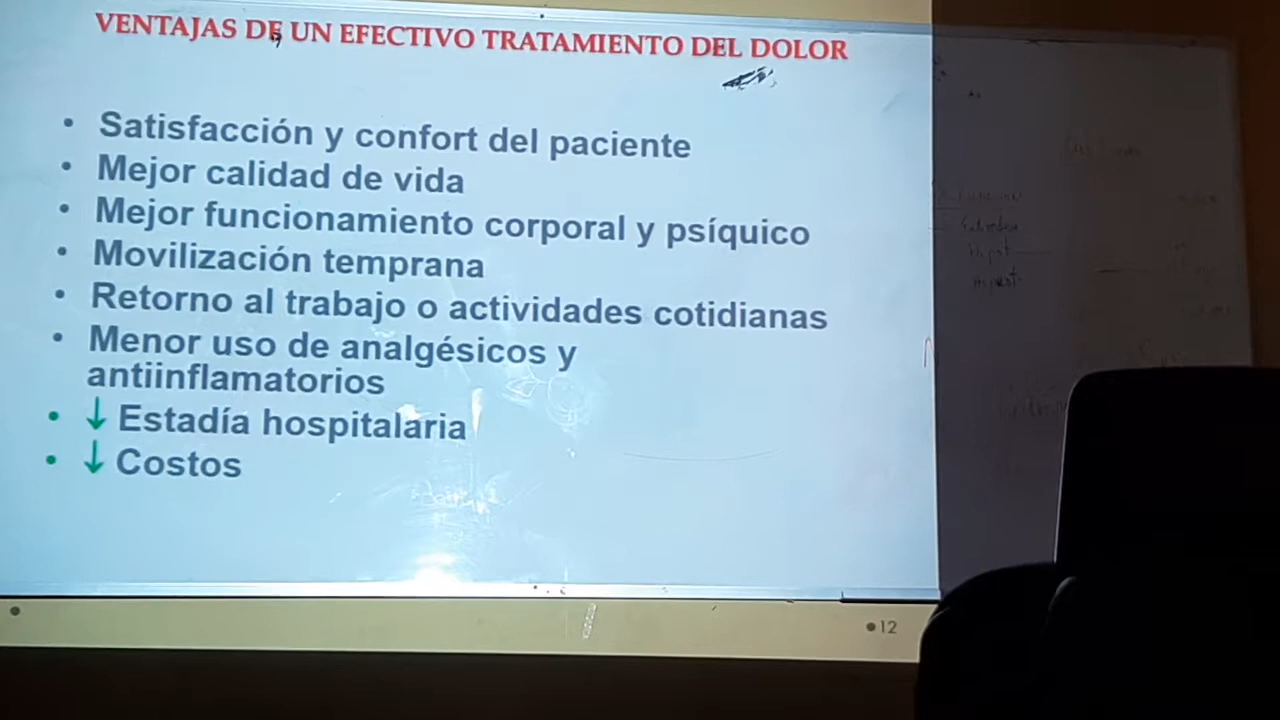 VENTAJAS DE UN EFECTIVO TRATAMIENTO DEL DOLOR
• Satisfacción y confort del paciente
• Mejor calidad de vida
• Mejor funcionamiento corporal y psíquico
• Movilización temprana
• Retorno al trabajo o actividades cotidianas
• Menor uso de analgésicos y
antiinflamatorios
• ↓ Estadía hospitalaria
• ↓ Costos
•12